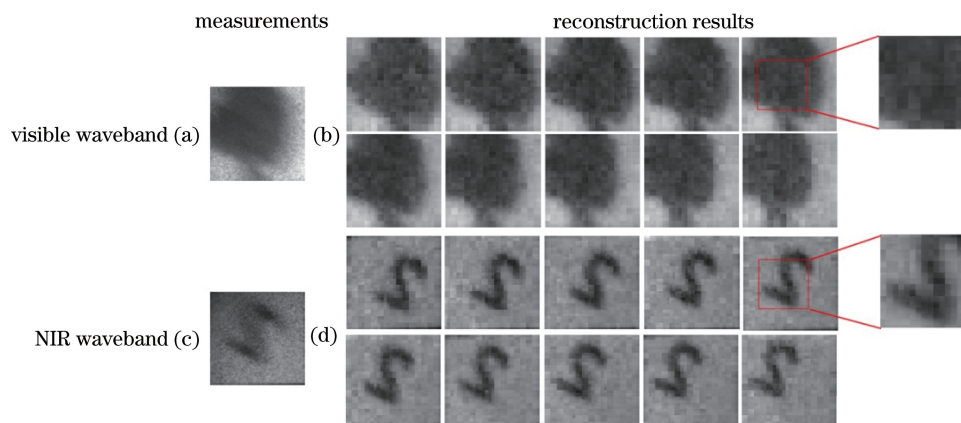 measurements reconstruction results
visible waveband (a) (b)
NIR waveband (c) (d)